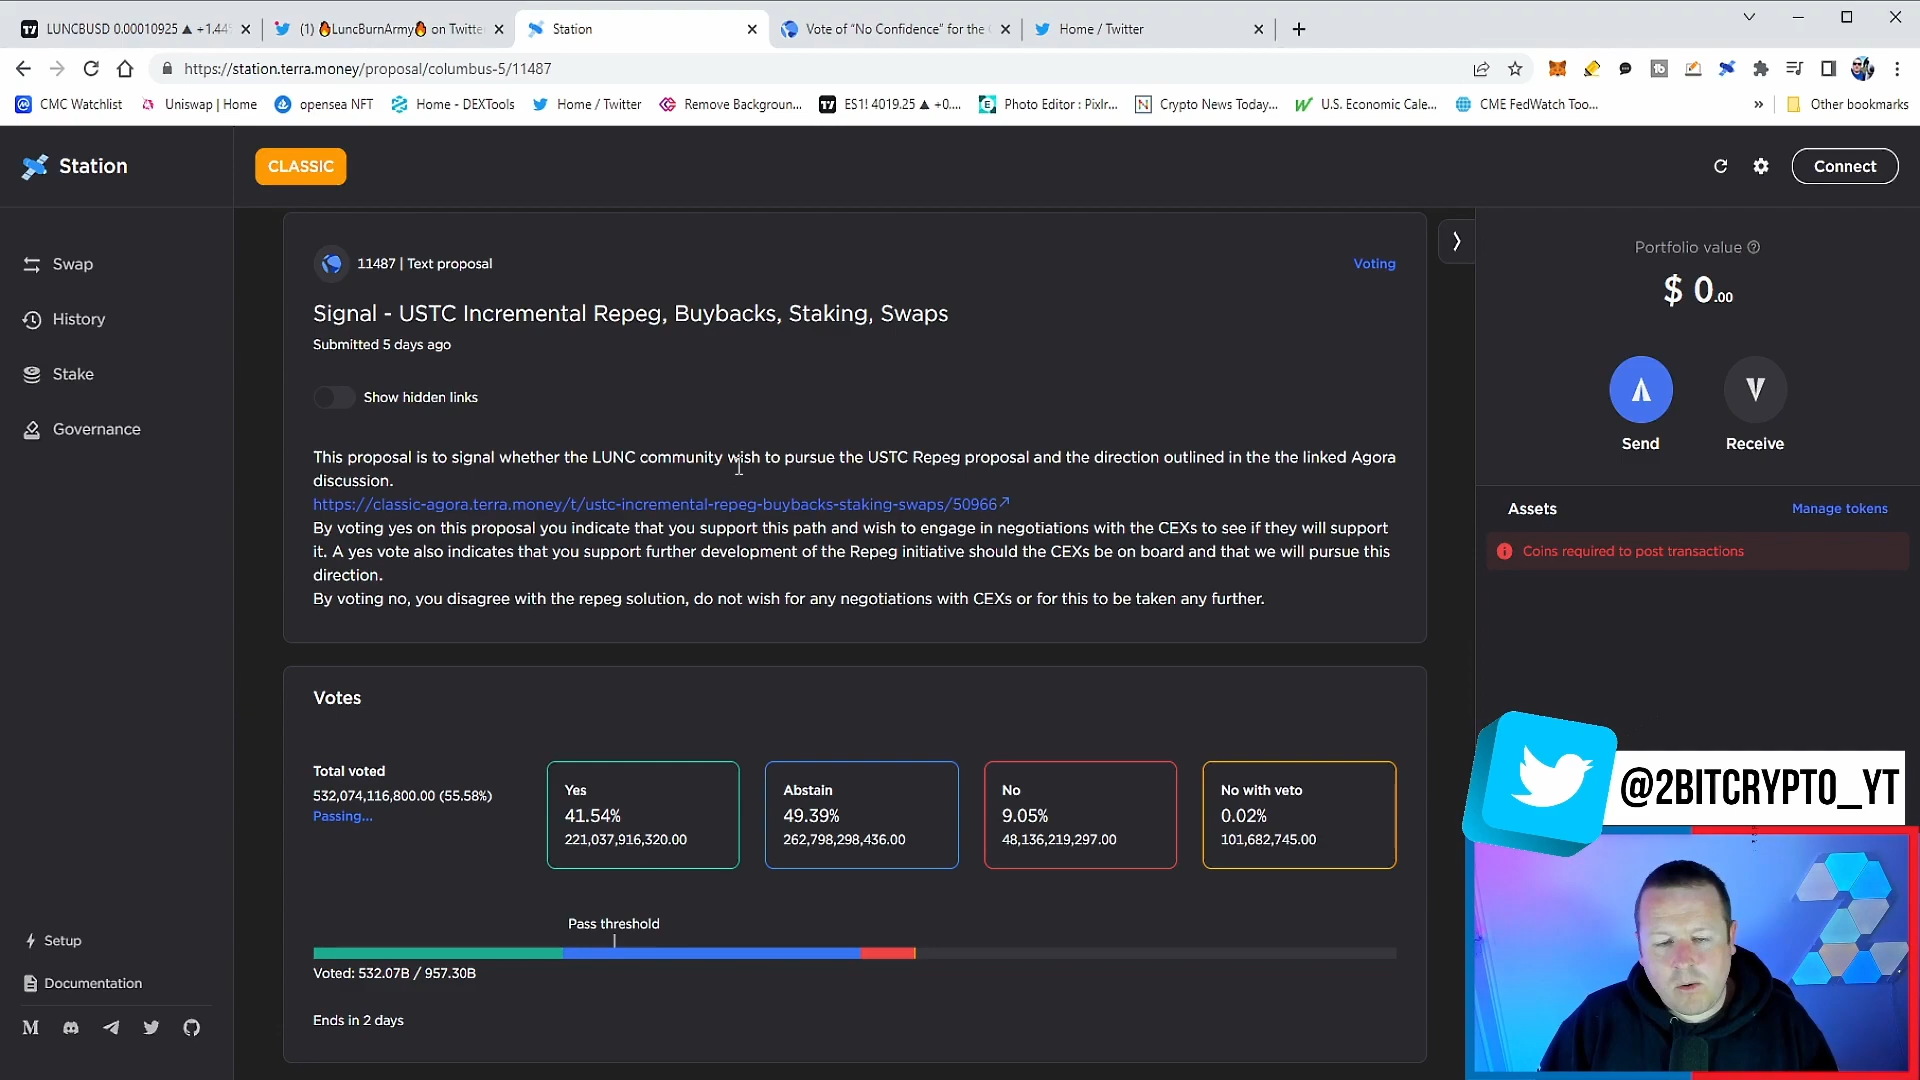 LUNCBUSD 0.00010925 ▲ +1.44%
(1) 🔥LuncBurnArmy🔥 on Twitte
Station
Vote of "No Confidence" for the
Home / Twitter
https://station.terra.money/proposal/columbus-5/11487
CMC Watchlist
Uniswap | Home
opensea NFT
Home - DEXTools
Home / Twitter
Remove Backgroun...
ES1! 4019.25 ▲ +0....
Photo Editor : Pixlr...
Crypto News Today...
U.S. Economic Cale...
CME FedWatch Too...
»
Other bookmarks
Station
CLASSIC
Connect
Swap
History
Stake
Governance
Setup
Documentation
11487 | Text proposal
Voting
Signal - USTC Incremental Repeg, Buybacks, Staking, Swaps
Submitted 5 days ago
Show hidden links
This proposal is to signal whether the LUNC community wish to pursue the USTC Repeg proposal and the direction outlined in the the linked Agora
discussion.
https://classic-agora.terra.money/t/ustc-incremental-repeg-buybacks-staking-swaps/50966
By voting yes on this proposal you indicate that you support this path and wish to engage in negotiations with the CEXs to see if they will support
it. A yes vote also indicates that you support further development of the Repeg initiative should the CEXs be on board and that we will pursue this
direction.
By voting no, you disagree with the repeg solution, do not wish for any negotiations with CEXs or for this to be taken any further.
Votes
Total voted
532,074,116,800.00 (55.58%)
Passing...
Yes
41.54%
221,037,916,320.00
Abstain
49.39%
262,798,298,436.00
No
9.05%
48,136,219,297.00
No with veto
0.02%
101,682,745.00
Pass threshold
Voted: 532.07B / 957.30B
Ends in 2 days
Portfolio value
$ 0.00
Send
Receive
Assets
Manage tokens
Coins required to post transactions
@2BITCRYPTO_YT